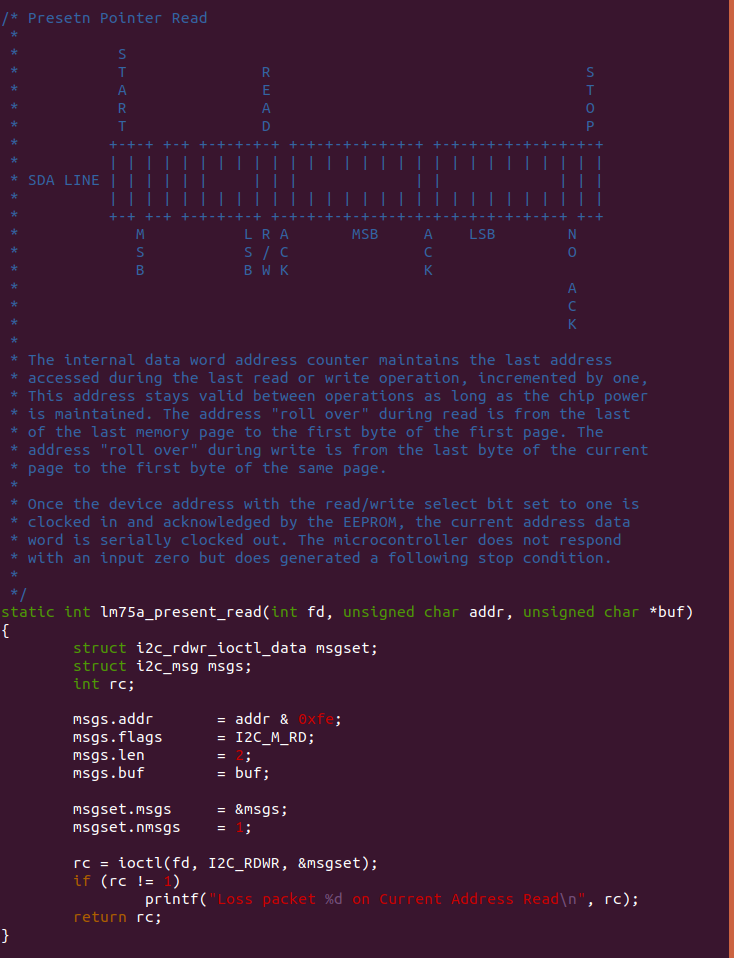 /* Presetn Pointer Read
 *
 *           S
 *           T               R                                   S
 *           A               E                                   T
 *           R               A                                   O
 *           T               D                                   P
 *          +-+-+ +-+ +-+-+-+-+ +-+-+-+-+-+-+-+ +-+-+-+-+-+-+-+-+-+
 *          | | | | | | | | | | | | | | | | | | | | | | | | | | | |
 * SDA LINE | | | | | |     | | |             | |             | | |
 *          | | | | | | | | | | | | | | | | | | | | | | | | | | | |
 *          +-+ +-+-+-+-+ +-+-+-+-+-+-+-+-+-+-+-+-+-+-+-+-+-+ +-+
 *             M           L R A       MSB     A    LSB        N
 *             S           S / C               C               O
 *             B           B W K               K
 *                                                             A
 *                                                             C
 *                                                             K
 *
 * The internal data word address counter maintains the last address
 * accessed during the last read or write operation, incremented by one,
 * This address stays valid between operations as long as the chip power
 * is maintained. The address "roll over" during read is from the last
 * of the last memory page to the first byte of the first page. The
 * address "roll over" during write is from the last byte of the current
 * page to the first byte of the same page.
 *
 * Once the device address with the read/write select bit set to one is
 * clocked in and acknowledged by the EEPROM, the current address data
 * word is serially clocked out. The microcontroller does not respond
 * with an input zero but does generated a following stop condition.
 *
 */
static int lm75a_present_read(int fd, unsigned char addr, unsigned char *buf)
{
        struct i2c_rdwr_ioctl_data msgset;
        struct i2c_msg msgs;
        int rc;

        msgs.addr       = addr & 0xfe;
        msgs.flags      = I2C_M_RD;
        msgs.len        = 2;
        msgs.buf        = buf;

        msgset.msgs     = &msgs;
        msgset.nmsgs    = 1;

        rc = ioctl(fd, I2C_RDWR, &msgset);
        if (rc != 1)
                printf("Loss packet %d on Current Address Read\n", rc);
        return rc;
}